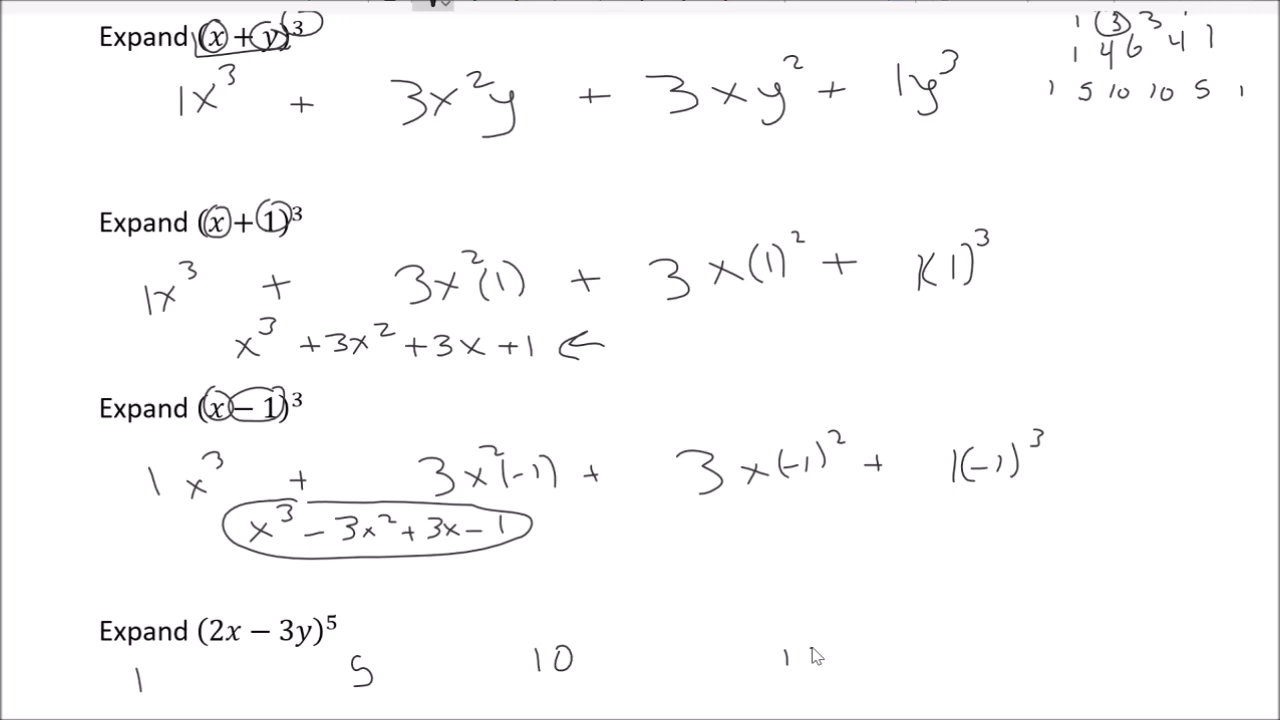 Expand (x + y)³
1 3 3 1
1 4 6 4 1
1 5 10 10 5 1
1x³ + 3x²y + 3xy² + 1y³
Expand (x + 1)³
1x³ + 3x²(1) + 3x(1)² + 1(1)³
x³ + 3x² + 3x + 1 ←
Expand (x − 1)³
1x³ + 3x²(-1) + 3x(-1)² + 1(-1)³
x³ − 3x² + 3x − 1
Expand (2x − 3y)⁵
1 5 10 1